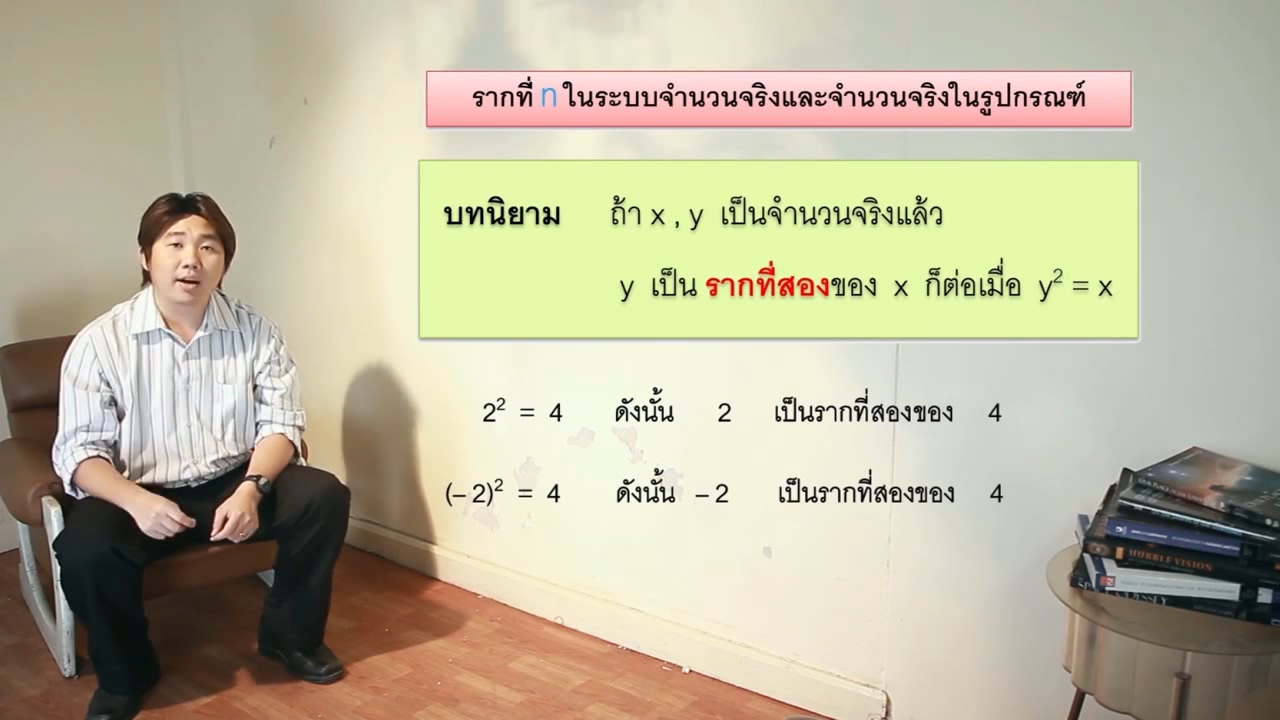 รากที่ n ในระบบจำนวนจริงและจำนวนจริงในรูปกรณฑ์
บทนิยาม ถ้า x , y เป็นจำนวนจริงแล้ว
y เป็น รากที่สองของ x ก็ต่อเมื่อ y² = x
2² = 4 ดังนั้น 2 เป็นรากที่สองของ 4
(– 2)² = 4 ดังนั้น – 2 เป็นรากที่สองของ 4
HUBBLE VISION